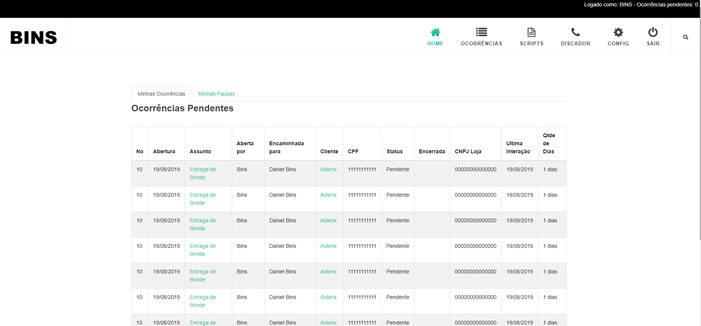 Logado como: BINS - Ocorrências pendentes: 0
BINS
HOME OCORRÊNCIAS SCRIPTS DISCADOR CONFIG SAIR
Minhas Ocorrências Minhas Pausas
Ocorrências Pendentes
No Abertura Assunto Aberta por Encaminhada para Cliente CPF Status Encerrada CNPJ Loja Ultima Interação Qtde de Dias
10 19/08/2019 Entrega de Brinde Bins Daniel Bins Asterix 11111111111 Pendente 00000000000000 19/08/2019 1 dias
10 19/08/2019 Entrega de Brinde Bins Daniel Bins Asterix 11111111111 Pendente 00000000000000 19/08/2019 1 dias
10 19/08/2019 Entrega de Brinde Bins Daniel Bins Asterix 11111111111 Pendente 00000000000000 19/08/2019 1 dias
10 19/08/2019 Entrega de Brinde Bins Daniel Bins Asterix 11111111111 Pendente 00000000000000 19/08/2019 1 dias
10 19/08/2019 Entrega de Brinde Bins Daniel Bins Asterix 11111111111 Pendente 00000000000000 19/08/2019 1 dias
10 19/08/2019 Entrega de Brinde Bins Daniel Bins Asterix 11111111111 Pendente 00000000000000 19/08/2019 1 dias
10 19/08/2019 Entrega de Bins Daniel Bins Asterix 11111111111 Pendente 00000000000000 19/08/2019 1 dias